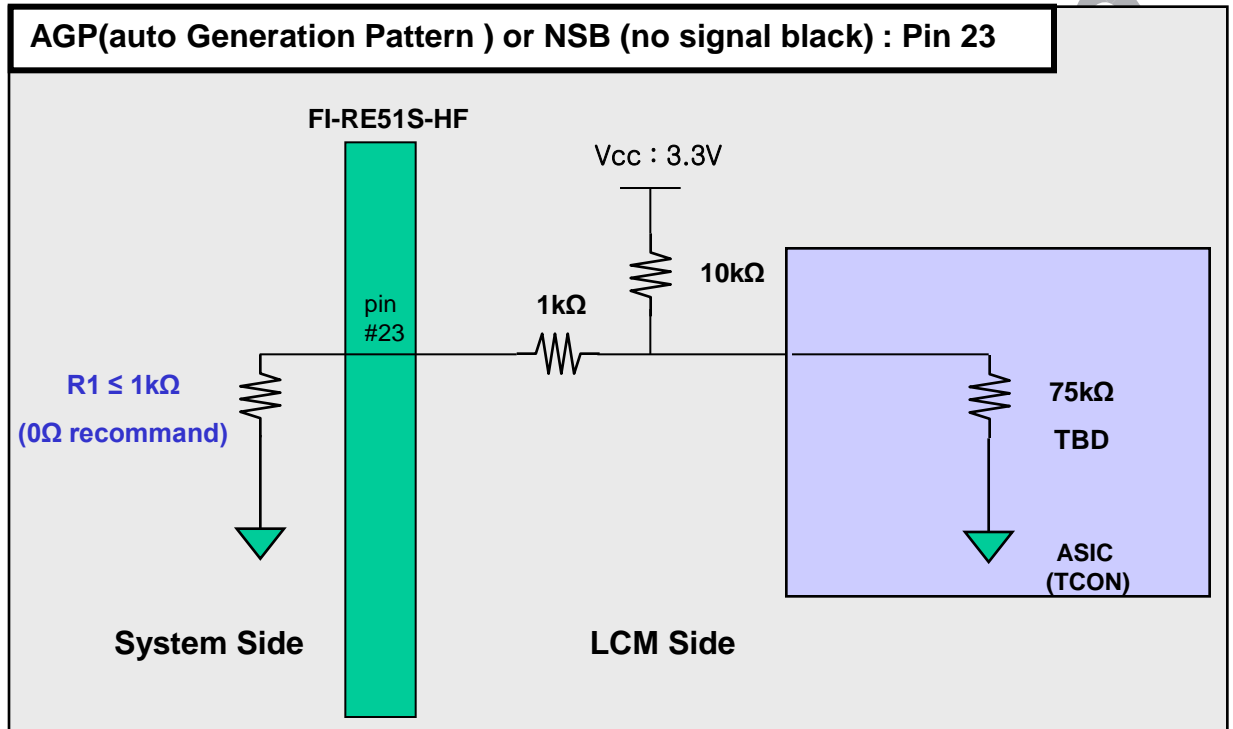 AGP(auto Generation Pattern ) or NSB (no signal black) : Pin 23
FI-RE51S-HF
Vcc : 3.3V
10kΩ
1kΩ
pin
#23
R1 ≤ 1kΩ
(0Ω recommand)
75kΩ
TBD
ASIC
(TCON)
System Side
LCM Side